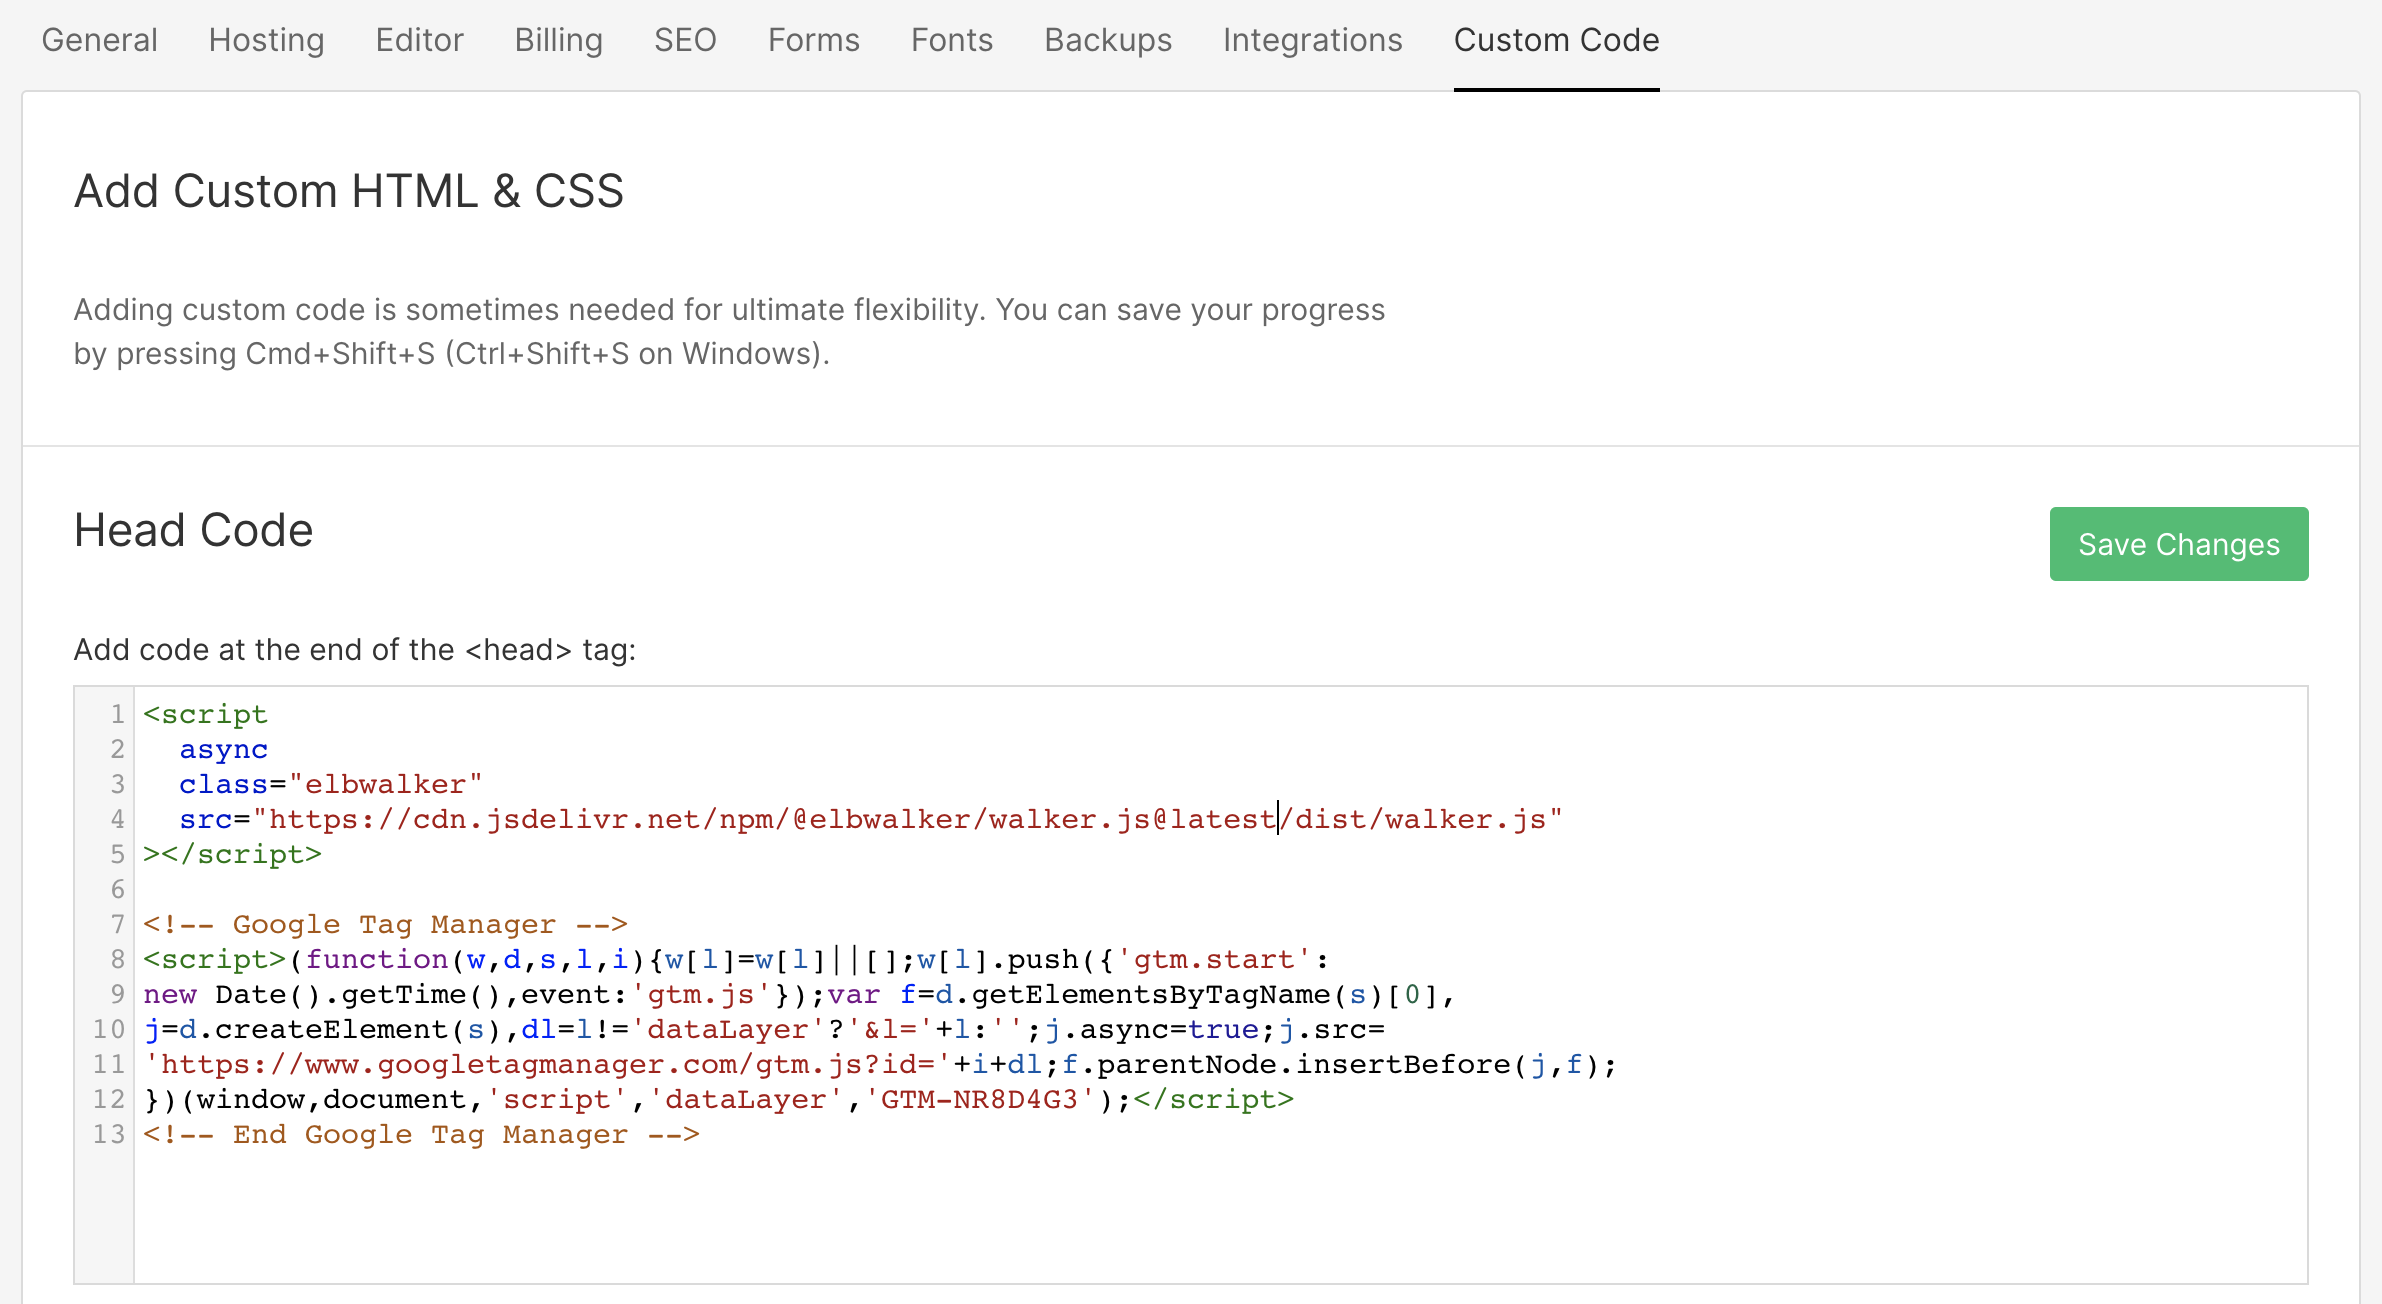 General Hosting Editor Billing SEO Forms Fonts Backups Integrations Custom Code
Add Custom HTML & CSS
Adding custom code is sometimes needed for ultimate flexibility. You can save your progress
by pressing Cmd+Shift+S (Ctrl+Shift+S on Windows).
Head Code
Save Changes
Add code at the end of the <head> tag:
1 <script
2   async
3   class="elbwalker"
4   src="https://cdn.jsdelivr.net/npm/@elbwalker/walker.js@latest/dist/walker.js"
5 ></script>
6
7 <!-- Google Tag Manager -->
8 <script>(function(w,d,s,l,i){w[l]=w[l]||[];w[l].push({'gtm.start':
9 new Date().getTime(),event:'gtm.js'});var f=d.getElementsByTagName(s)[0],
10 j=d.createElement(s),dl=l!='dataLayer'?'&l='+l:'';j.async=true;j.src=
11 'https://www.googletagmanager.com/gtm.js?id='+i+dl;f.parentNode.insertBefore(j,f);
12 })(window,document,'script','dataLayer','GTM-NR8D4G3');</script>
13 <!-- End Google Tag Manager -->